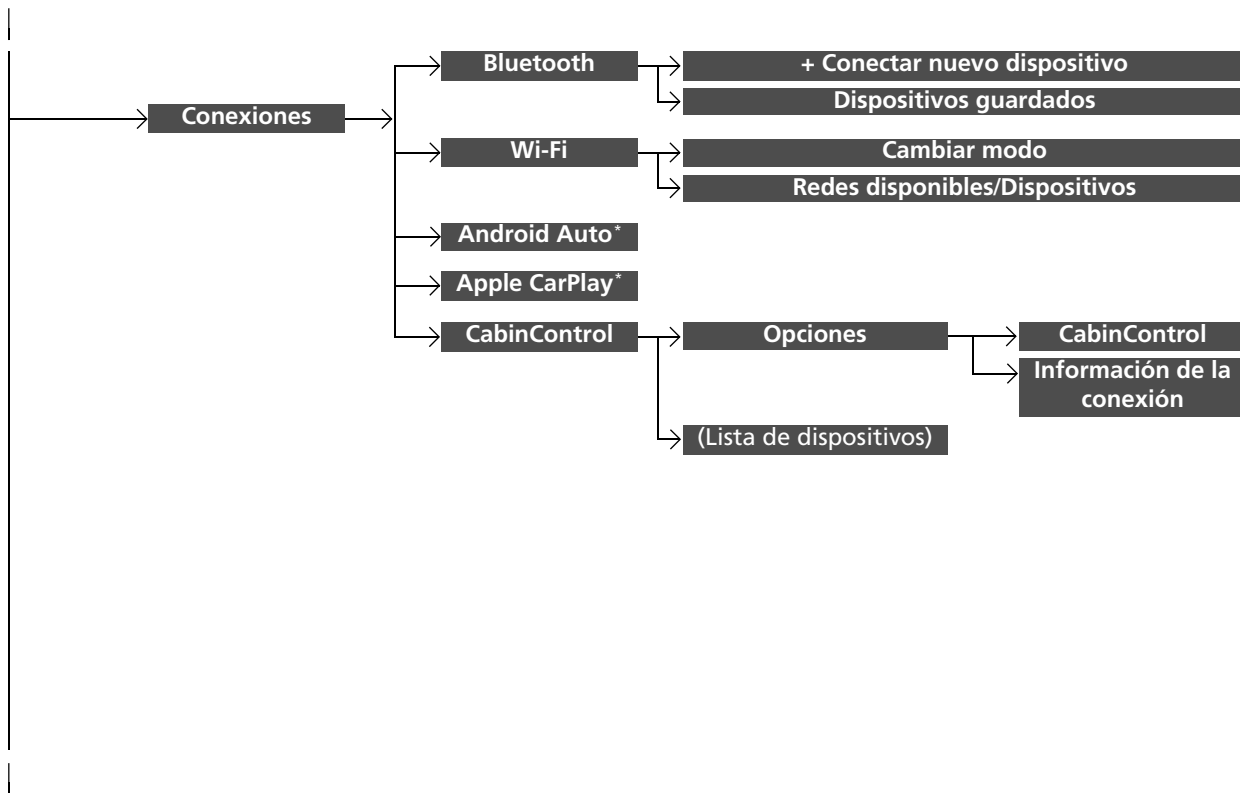 Bluetooth
+ Conectar nuevo dispositivo
Dispositivos guardados
Conexiones
Wi-Fi
Cambiar modo
Redes disponibles/Dispositivos
Android Auto*
Apple CarPlay*
CabinControl
Opciones
CabinControl
Información de la
conexión
(Lista de dispositivos)